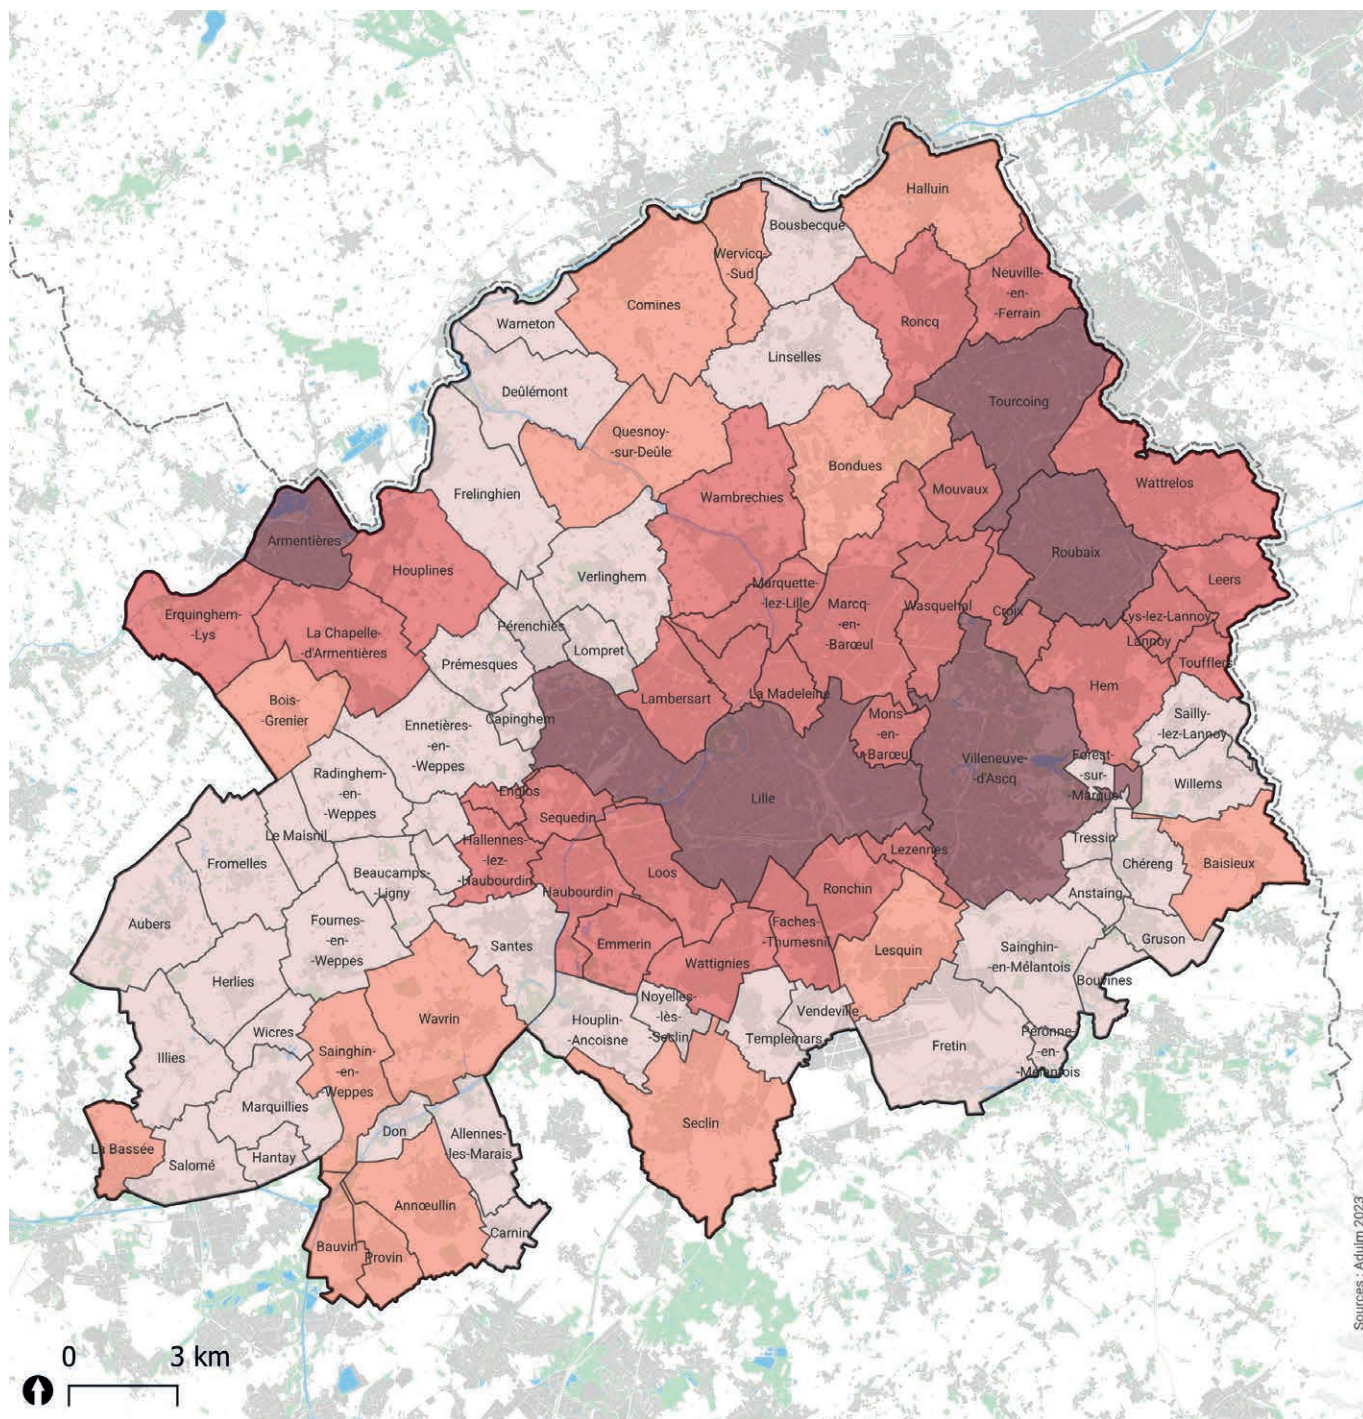 Halluin
Bousbecque
Wervicq-
-Sud
Neuville-
-en-
-Ferrain
Comines
Roncq
Warneton
Linselles
Deûlémont
Tourcoing
Quesnoy-
-sur-Deûle
Bondues
Wattrelos
Mouvaux
Frelinghien
Wambrechies
Armentières
Roubaix
Houplines
Verlinghem
Leers
Marquette-
-lez-Lille
Marcq-
-en-
-Barœul
Wasquehal
Croix
Lys-lez-Lannoy
Erquinghem-
-Lys
La Chapelle-
-d'Armentières
Pérenchies
Lannoy
Lompret
Prémesques
Toufflers
Hem
Lambersart
La Madeleine
Bois-
-Grenier
Capinghem
Ennetières-
-en-
-Weppes
Mons-
-en-
-Barœul
Sailly-
-lez-Lannoy
Villeneuve-
-d'Ascq
Forest-
-sur-
-Marque
Willems
Radinghem-
-en-
-Weppes
Englos
Lille
Sequedin
Le Maisnil
Hallennes-
-lez-
-Haubourdin
Tressin
Lezennes
Fromelles
Beaucamps-
-Ligny
Loos
Chéreng
Baisieux
Haubourdin
Ronchin
Anstaing
Aubers
Fournes-
-en-
-Weppes
Faches-
-Thumesnil
Santes
Emmerin
Lesquin
Sainghin-
-en-Mélantois
Gruson
Wattignies
Herlies
Bouvines
Noyelles-
-lès-
-Seclin
Wavrin
Houplin-
-Ancoisne
Vendeville
Wicres
Templemars
Péronne-
-en-
-Mélantois
Illies
Sainghin-
-en-
-Weppes
Fretin
Marquillies
Seclin
Don
Allennes-
-les-Marais
La Bassée
Hantay
Salomé
Annœullin
Carnin
Bauvin
Provin
Sources : Adulm 2023
0 3 km